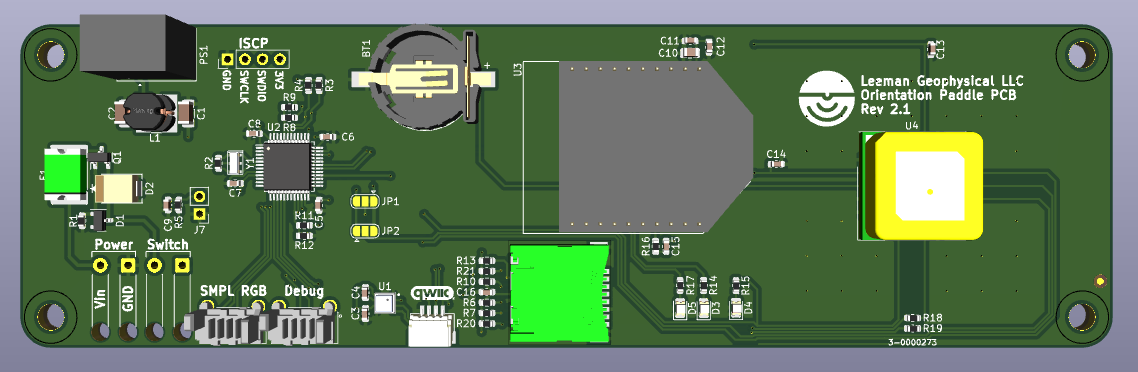 ISCP
GND
SWCLK
SWDIO
3V3
PS1
C2
C1
L1
R4
R3
R9
R8
U2
C8
C6
R2
Y1
C7
C5
Q1
F1
D2
D1
R1
C9
R5
J7
R11
R12
JP1
JP2
BT1
+
U3
C11
C10
C12
C13
C14
Lezman Geophysical LLC
Orientation Paddle PCB
Rev 2.1
U4
Power
Switch
Vin
GND
SMPL RGB
Debug
C4
C3
U1
QWIIC
R13
R21
R10
C16
R6
R7
R20
R16
C15
R17
R14
R15
D5
D3
D4
R18
R19
3-0000273